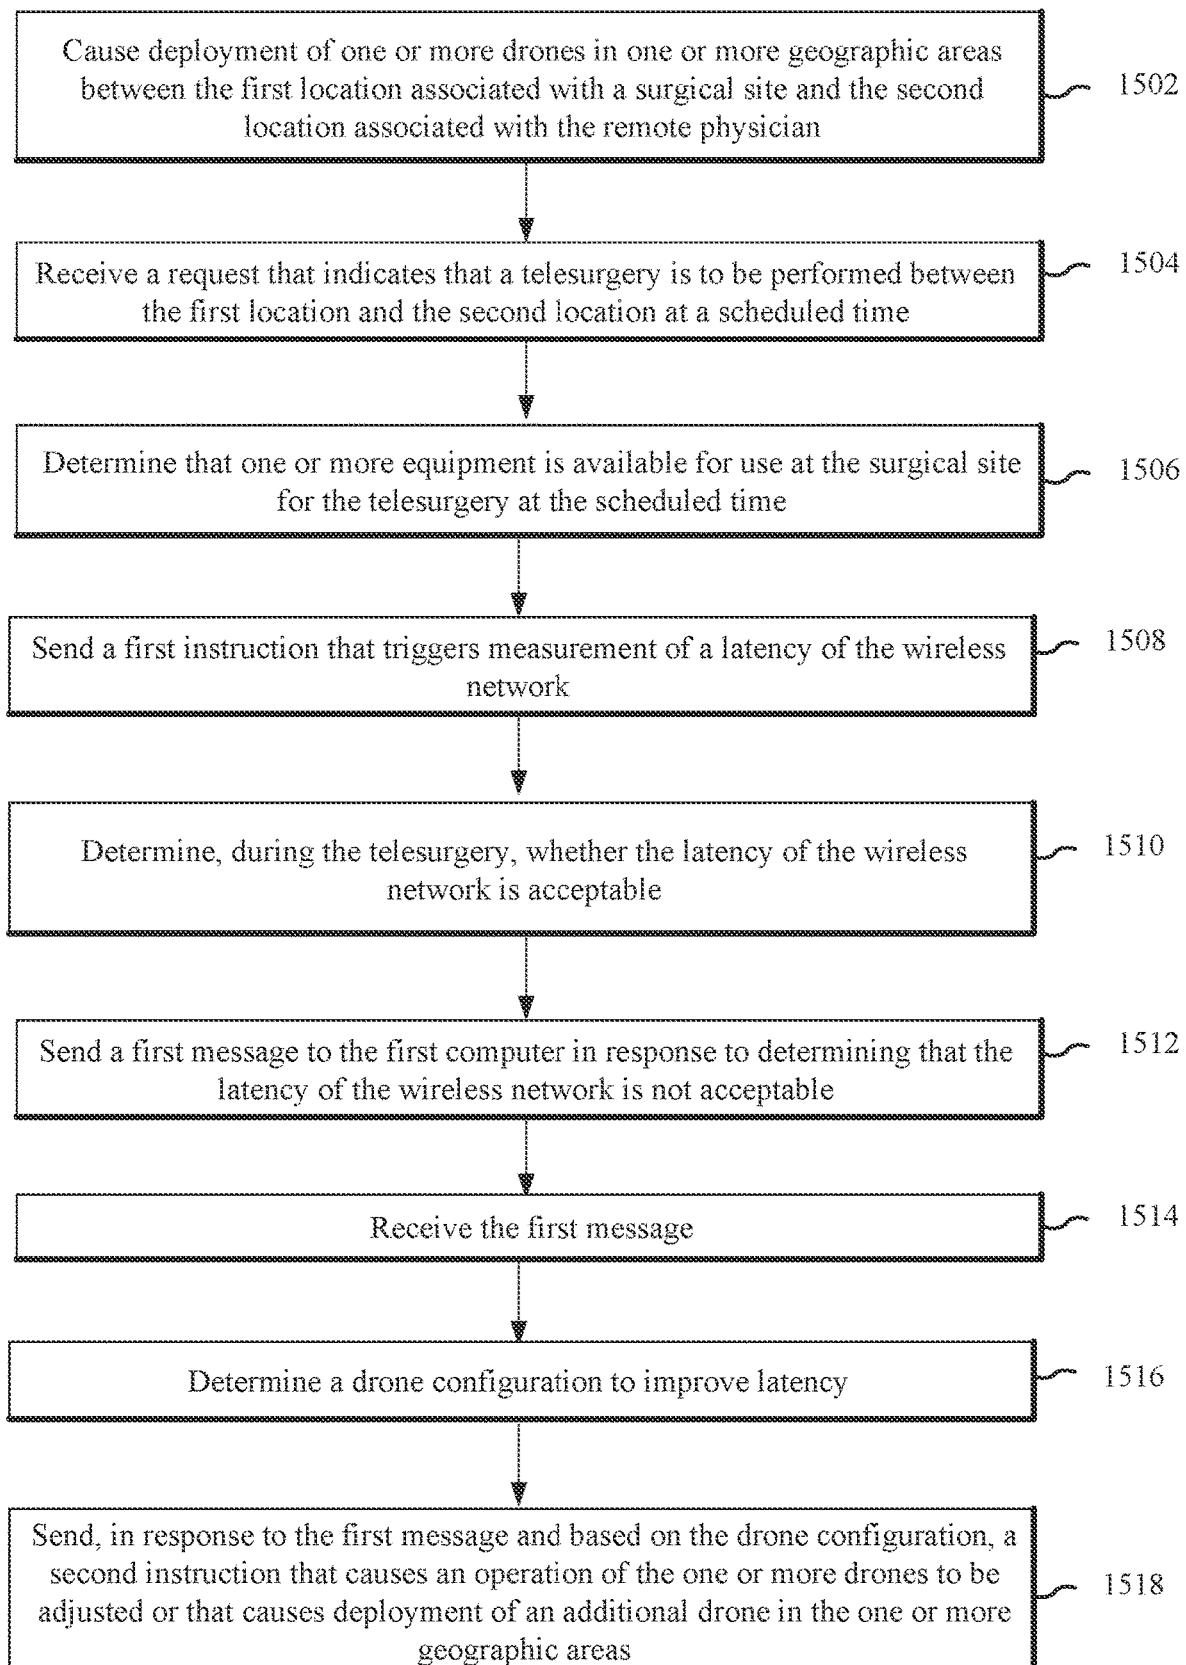 Cause deployment of one or more drones in one or more geographic areas
between the first location associated with a surgical site and the second
location associated with the remote physician
1502
Receive a request that indicates that a telesurgery is to be performed between
the first location and the second location at a scheduled time
1504
Determine that one or more equipment is available for use at the surgical site
for the telesurgery at the scheduled time
1506
Send a first instruction that triggers measurement of a latency of the wireless
network
1508
Determine, during the telesurgery, whether the latency of the wireless
network is acceptable
1510
Send a first message to the first computer in response to determining that the
latency of the wireless network is not acceptable
1512
Receive the first message
1514
Determine a drone configuration to improve latency
1516
Send, in response to the first message and based on the drone configuration, a
second instruction that causes an operation of the one or more drones to be
adjusted or that causes deployment of an additional drone in the one or more
geographic areas
1518